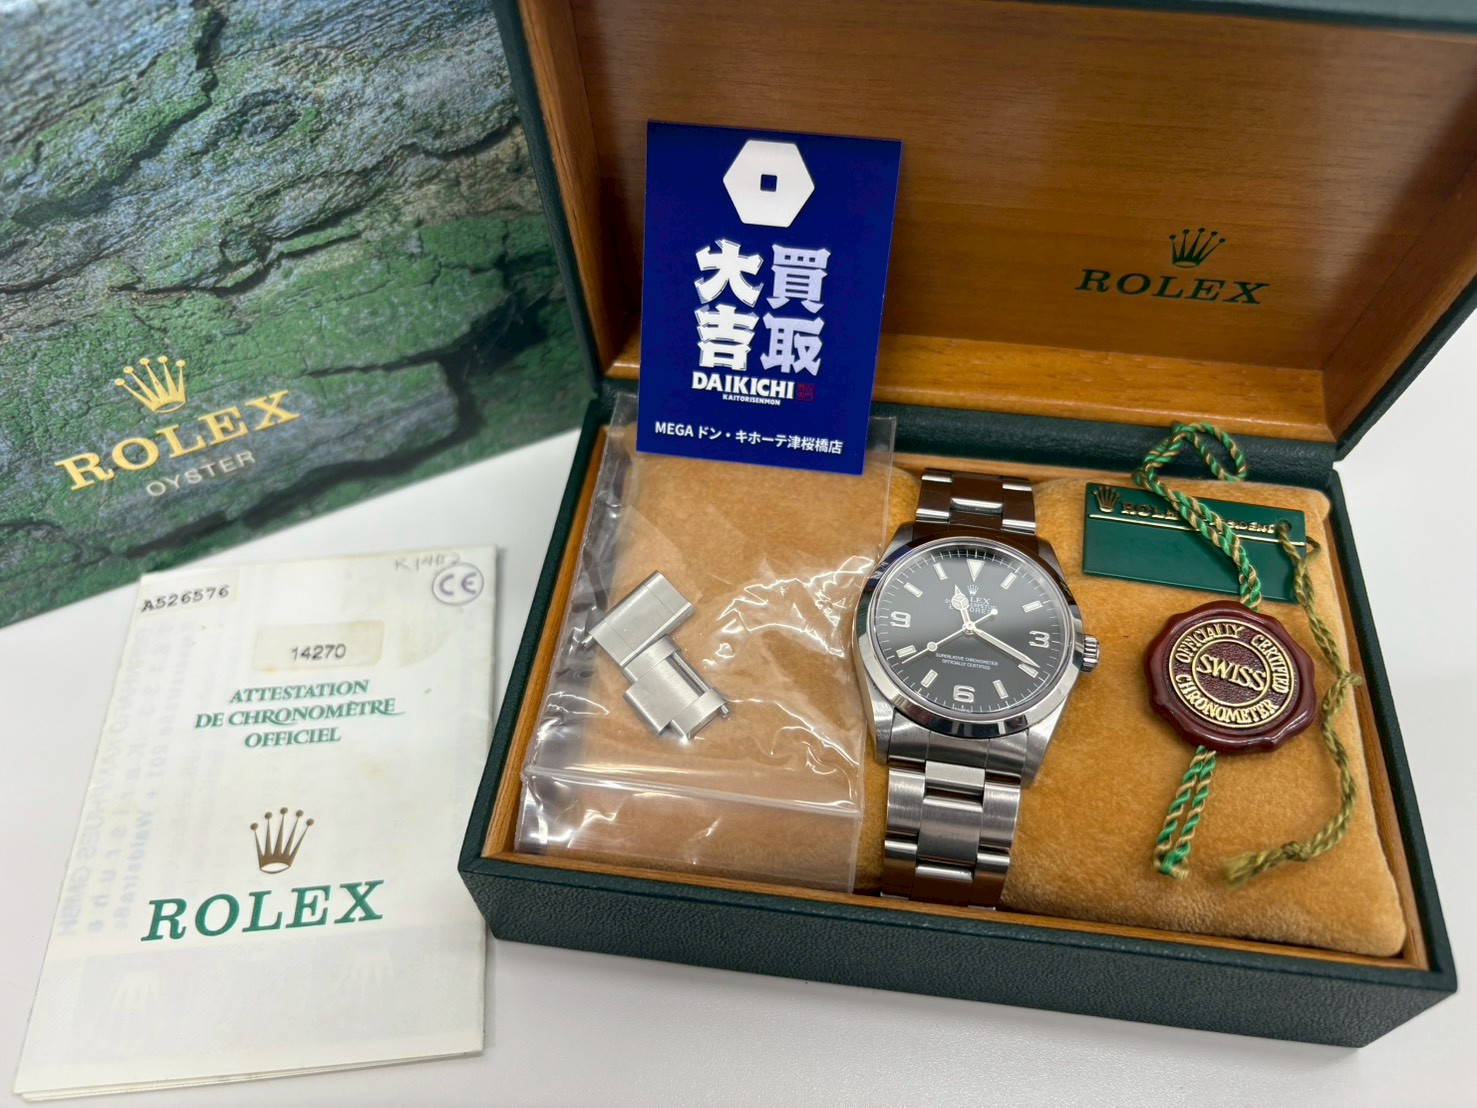 ROLEX
OYSTER
A526576
R1402
CE
14270
ATTESTATION
DE CHRONOMÈTRE
OFFICIEL
ROLEX
大吉 買取
DAIKICHI
KAITORISENMON
MEGA ドン・キホーテ津桜橋店
ROLEX
ROLEX
EXPLORER
SUPERLATIVE CHRONOMETER
OFFICIALLY CERTIFIED
9
3
6
OFFICIALLY CERTIFIED
SWISS
CHRONOMETER